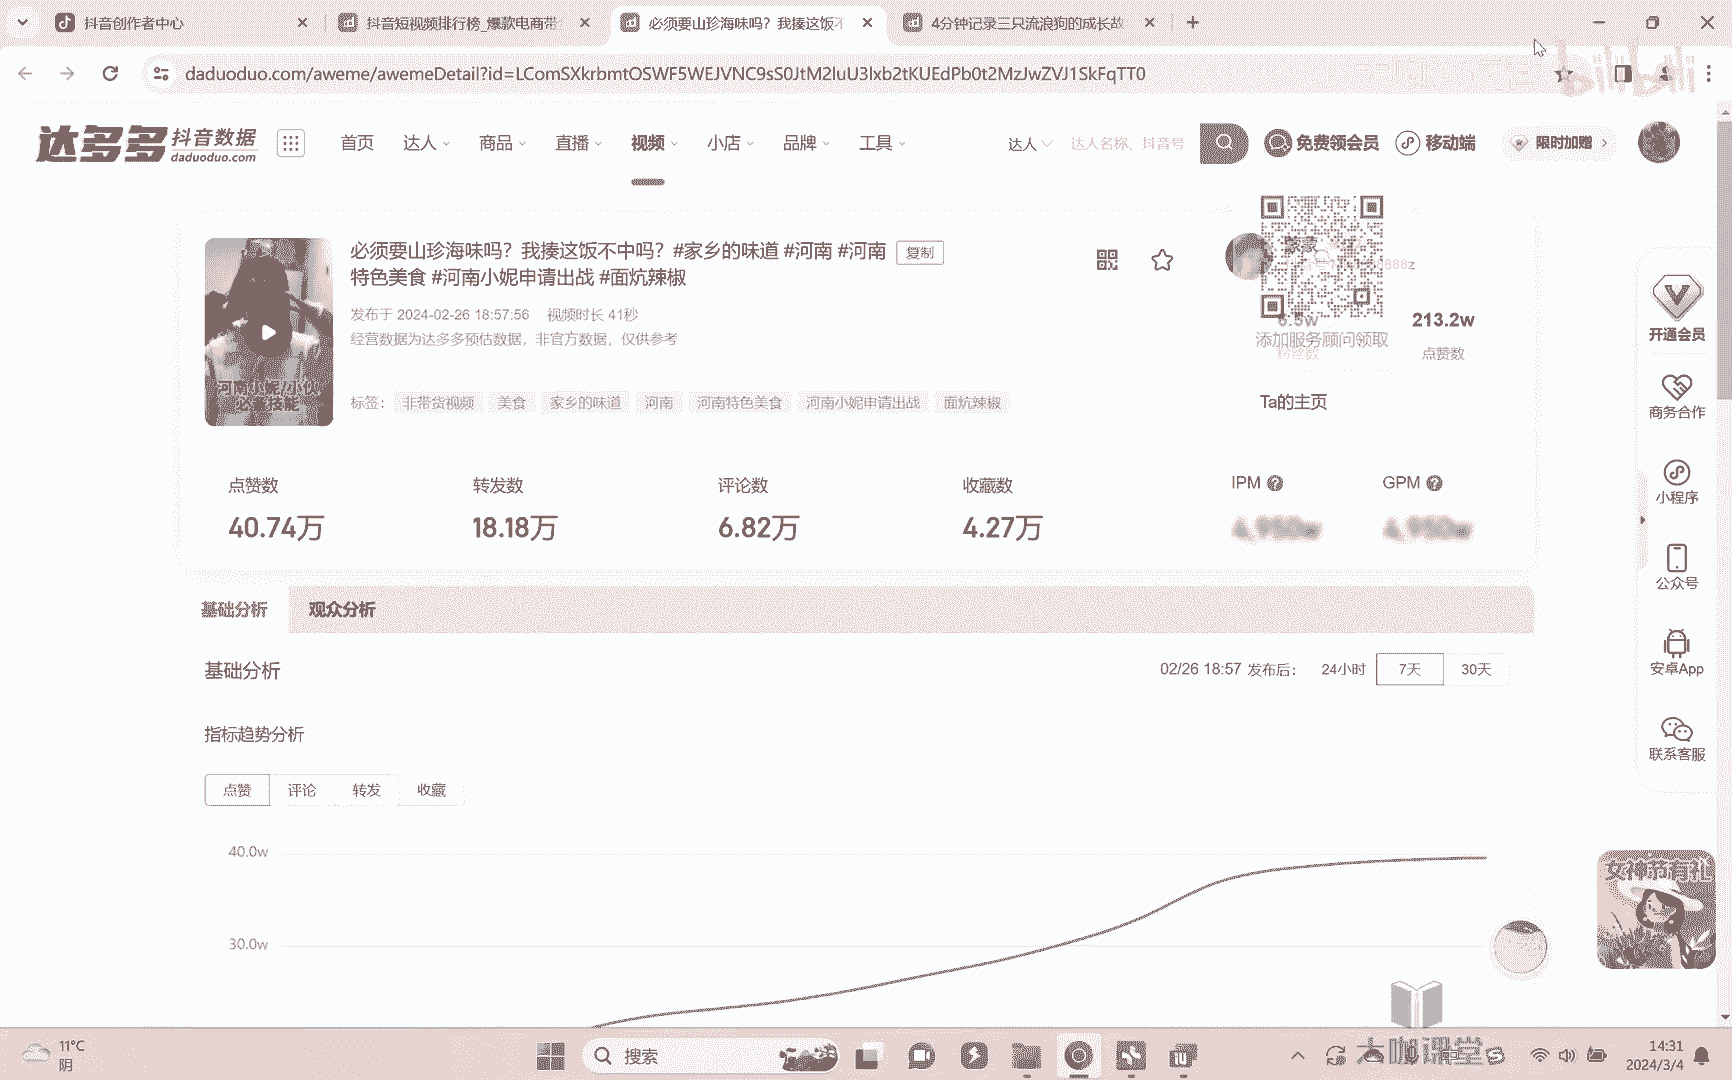 抖音创作者中心
抖音短视频排行榜_爆款电商带
必须要山珍海味吗？我揍这饭不
4分钟记录三只流浪狗的成长故
daduoduo.com/aweme/awemeDetail?id=LComSXkrbmtOSWF5WEJVNC9sS0JtM2luU3lxb2tKUEdPb0t2MzJwZVJ1SkFqTT0
bilibili
达多多 抖音数据
daduoduo.com
首页 达人 商品 直播 视频 小店 品牌 工具
达人 达人名称、抖音号
免费领会员 移动端 限时加赠
必须要山珍海味吗？我揍这饭不中吗？#家乡的味道 #河南 #河南 复制
特色美食 #河南小妮申请出战 #面炕辣椒
发布于 2024-02-26 18:57:56 视频时长 41秒
经营数据为达多多预估数据，非官方数据，仅供参考
河南小妮/小伙
必备技能
标签： 非带货视频 美食 家乡的味道 河南 河南特色美食 河南小妮申请出战 面炕辣椒
888z
6.5w 213.2w
添加服务顾问领取
粉丝数 点赞数
Ta的主页
点赞数 转发数 评论数 收藏数 IPM GPM
40.74万 18.18万 6.82万 4.27万
基础分析 观众分析
基础分析
02/26 18:57 发布后： 24小时 7天 30天
指标趋势分析
点赞 评论 转发 收藏
40.0w
30.0w
开通会员
商务合作
小程序
公众号
安卓App
联系客服
女神节有礼
11°C
阴
搜索
大咖课堂
14:31
2024/3/4